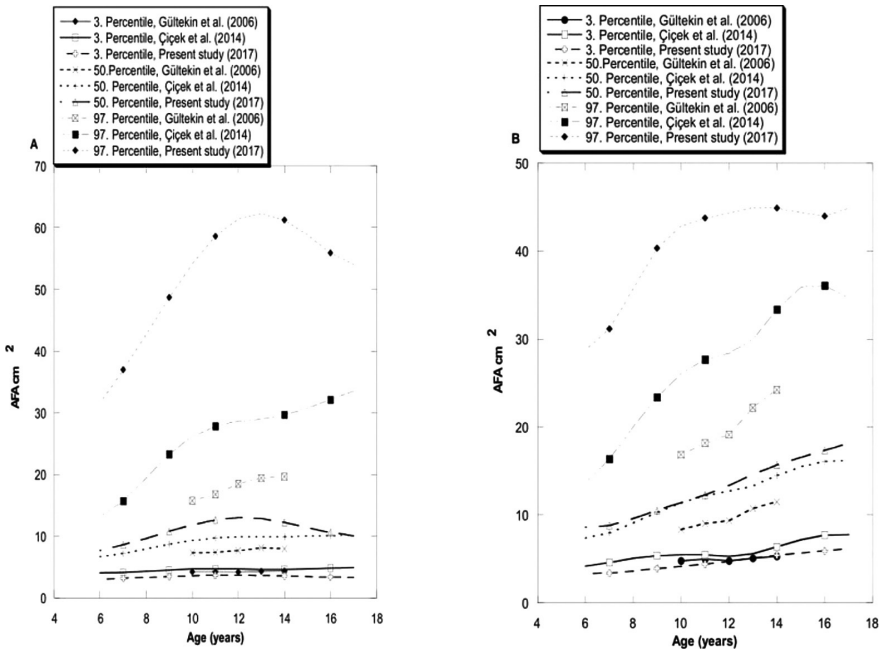 3. Percentile, Gültekin et al. (2006)
3. Percentile, Çiçek et al. (2014)
3. Percentile, Present study (2017)
50.Percentile, Gültekin et al. (2006)
50. Percentile, Çiçek et al. (2014)
50. Percentile, Present study (2017)
97. Percentile, Gültekin et al. (2006)
97. Percentile, Çiçek et al. (2014)
97. Percentile, Present study (2017)
A
70
60
50
40
30
20
10
0
AFA cm 2
4 6 8 10 12 14 16 18
Age (years)
3. Percentile, Gültekin et al. (2006)
3. Percentile, Çiçek et al. (2014)
3. Percentile, Present study (2017)
50.Percentile, Gültekin et al. (2006)
50. Percentile, Çiçek et al. (2014)
50. Percentile, Present study (2017)
97. Percentile, Gültekin et al. (2006)
97. Percentile, Çiçek et al. (2014)
97. Percentile, Present study (2017)
B
50
40
30
20
10
0
AFA cm 2
4 6 8 10 12 14 16 18
Age (years)